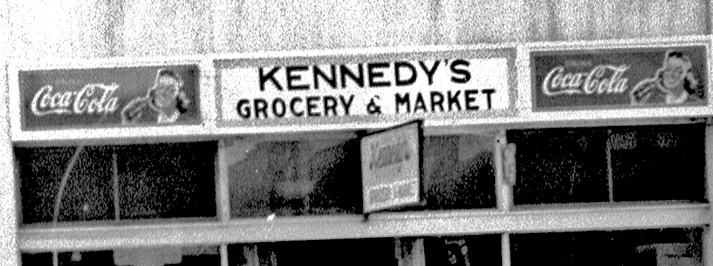 Coca-Cola
KENNEDY'S
GROCERY & MARKET
Coca-Cola